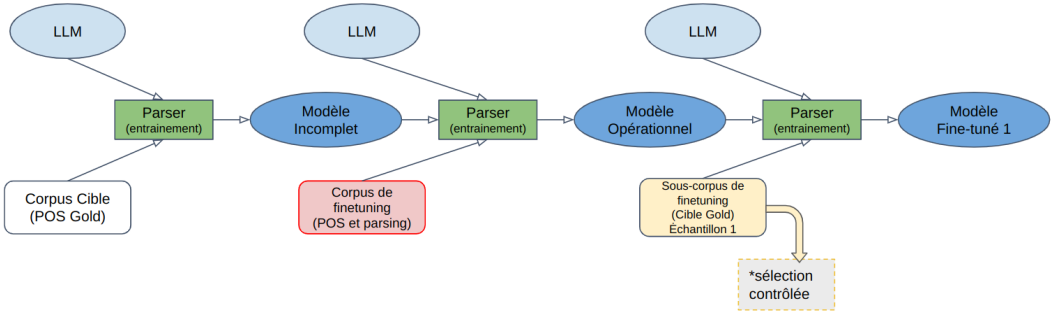 LLM
LLM
LLM
Parser
(entrainement)
Modèle
Incomplet
Parser
(entrainement)
Modèle
Opérationnel
Parser
(entrainement)
Modèle
Fine-tuné 1
Corpus Cible
(POS Gold)
Corpus de
finetuning
(POS et parsing)
Sous-corpus de
finetuning
(Cible Gold)
Échantillon 1
*sélection
contrôlée